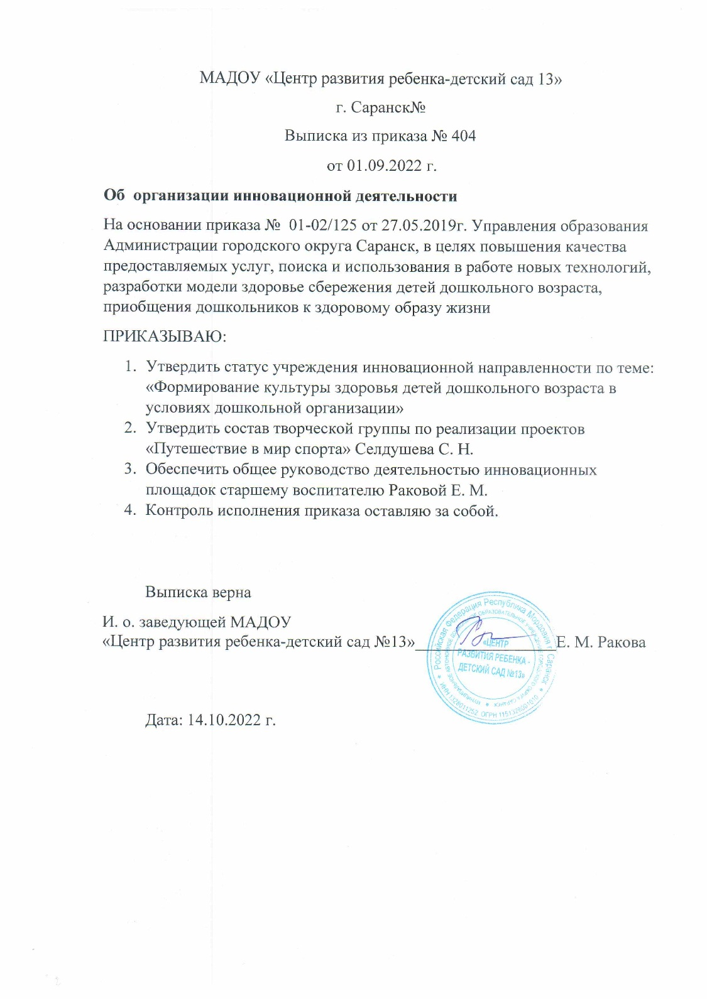 МАДОУ «Центр развития ребенка-детский сад 13»
г. Саранск№
Выписка из приказа № 404
от 01.09.2022 г.
Об  организации инновационной деятельности
На основании приказа №  01-02/125 от 27.05.2019г. Управления образования
Администрации городского округа Саранск, в целях повышения качества
предоставляемых услуг, поиска и использования в работе новых технологий,
разработки модели здоровье сбережения детей дошкольного возраста,
приобщения дошкольников к здоровому образу жизни
ПРИКАЗЫВАЮ:
1. Утвердить статус учреждения инновационной направленности по теме:
«Формирование культуры здоровья детей дошкольного возраста в
условиях дошкольной организации»
2. Утвердить состав творческой группы по реализации проектов
«Путешествие в мир спорта» Селдушева С. Н.
3. Обеспечить общее руководство деятельностью инновационных
площадок старшему воспитателю Раковой Е. М.
4. Контроль исполнения приказа оставляю за собой.
Выписка верна
И. о. заведующей МАДОУ
«Центр развития ребенка-детский сад №13»________________Е. М. Ракова
Российская Федерация Республика Мордовия г. Саранск
ИНН 1328011252 ОГРН 1151328001010
«ЦЕНТР
РАЗВИТИЯ РЕБЕНКА -
ДЕТСКИЙ САД №13»
Дата: 14.10.2022 г.